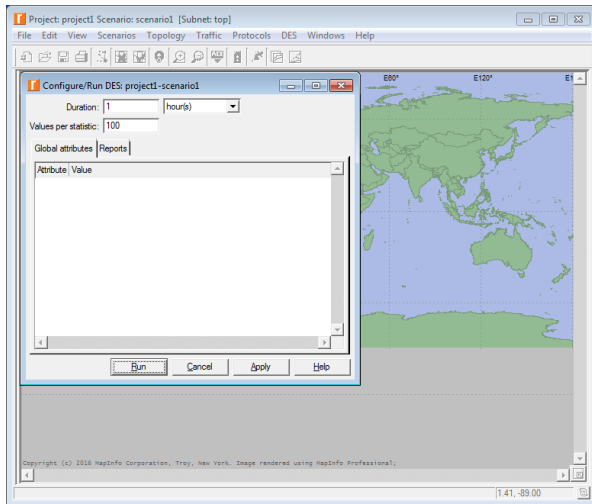 Project: project1 Scenario: scenario1 [Subnet: top]
File Edit View Scenarios Topology Traffic Protocols DES Windows Help
E60° E120° E1
Configure/Run DES: project1-scenario1
Duration: 1 hour(s)
Values per statistic: 100
Global attributes Reports
Attribute Value
Run Cancel Apply Help
Copyright (c) 2016 MapInfo Corporation, Troy, New York. Image rendered using MapInfo Professional;
1.41, -89.00